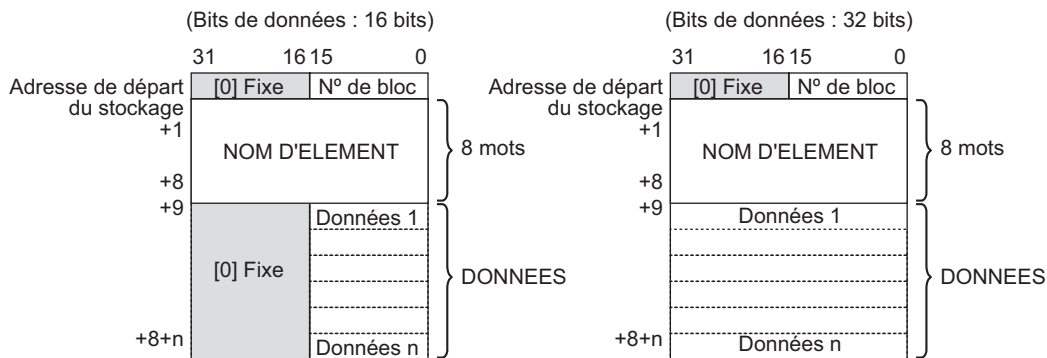 (Bits de données : 16 bits)
31 16 15 0
Adresse de départ du stockage
[0] Fixe
Nº de bloc
+1
NOM D'ELEMENT
8 mots
+8
+9
Données 1
[0] Fixe
DONNEES
+8+n
Données n
(Bits de données : 32 bits)
31 16 15 0
Adresse de départ du stockage
[0] Fixe
Nº de bloc
+1
NOM D'ELEMENT
8 mots
+8
+9
Données 1
DONNEES
+8+n
Données n